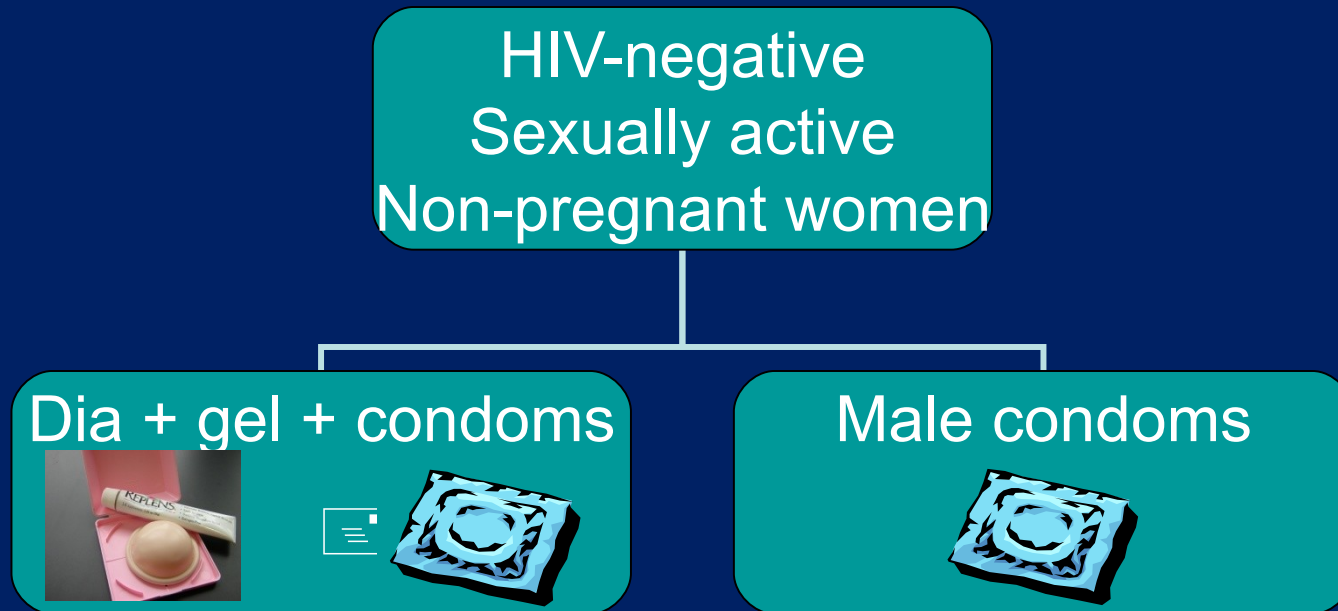 HIV-negative
Sexually active
Non-pregnant women
Dia + gel + condoms
Male condoms
REPLENS